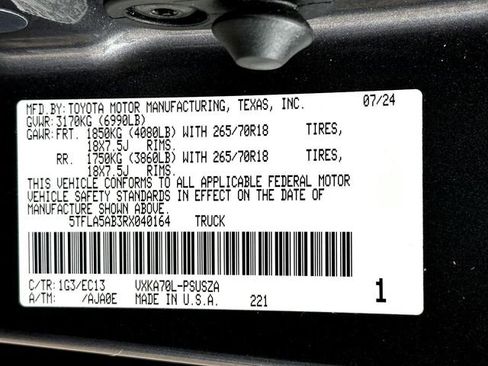 MFD.BY:TOYOTA MOTOR MANUFACTURING, TEXAS, INC. 07/24
GVWR:3170KG (6990LB)
GAWR:FRT. 1850KG (4080LB) WITH 265/70R18 TIRES,
18X7.5J RIMS.
RR. 1750KG (3860LB) WITH 265/70R18 TIRES,
18X7.5J RIMS.
THIS VEHICLE CONFORMS TO ALL APPLICABLE FEDERAL MOTOR
VEHICLE SAFETY STANDARDS IN EFFECT ON THE DATE OF
MANUFACTURE SHOWN ABOVE.
5TFLA5AB3RX040164 TRUCK
C/TR:1G3/EC13 VXKA70L-PSUSZA
A/TM: /AJA0E MADE IN U.S.A. 221 1